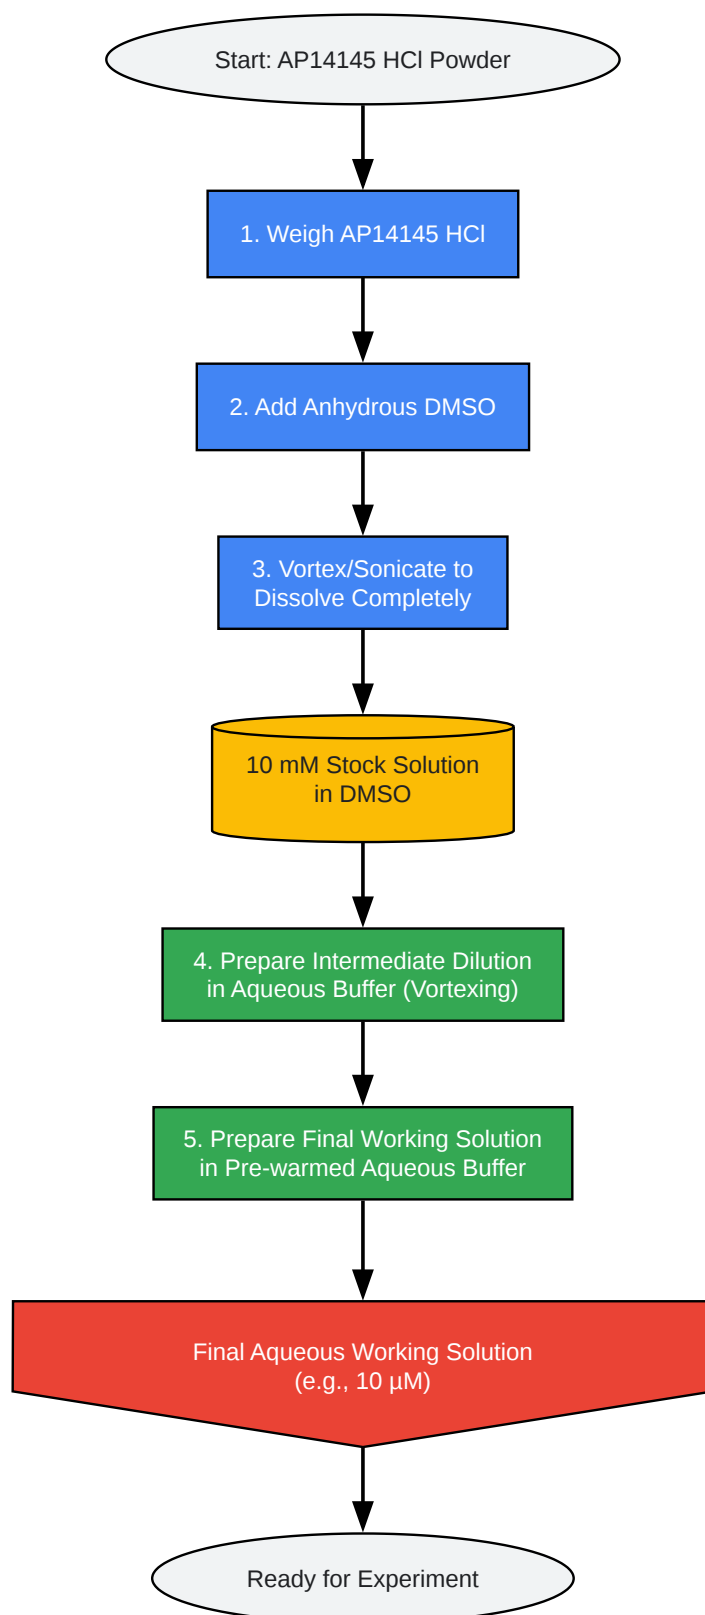 Start: AP14145 HCl Powder
1. Weigh AP14145 HCl
2. Add Anhydrous DMSO
3. Vortex/Sonicate to
Dissolve Completely
10 mM Stock Solution
in DMSO
4. Prepare Intermediate Dilution
in Aqueous Buffer (Vortexing)
5. Prepare Final Working Solution
in Pre-warmed Aqueous Buffer
Final Aqueous Working Solution
(e.g., 10 µM)
Ready for Experiment